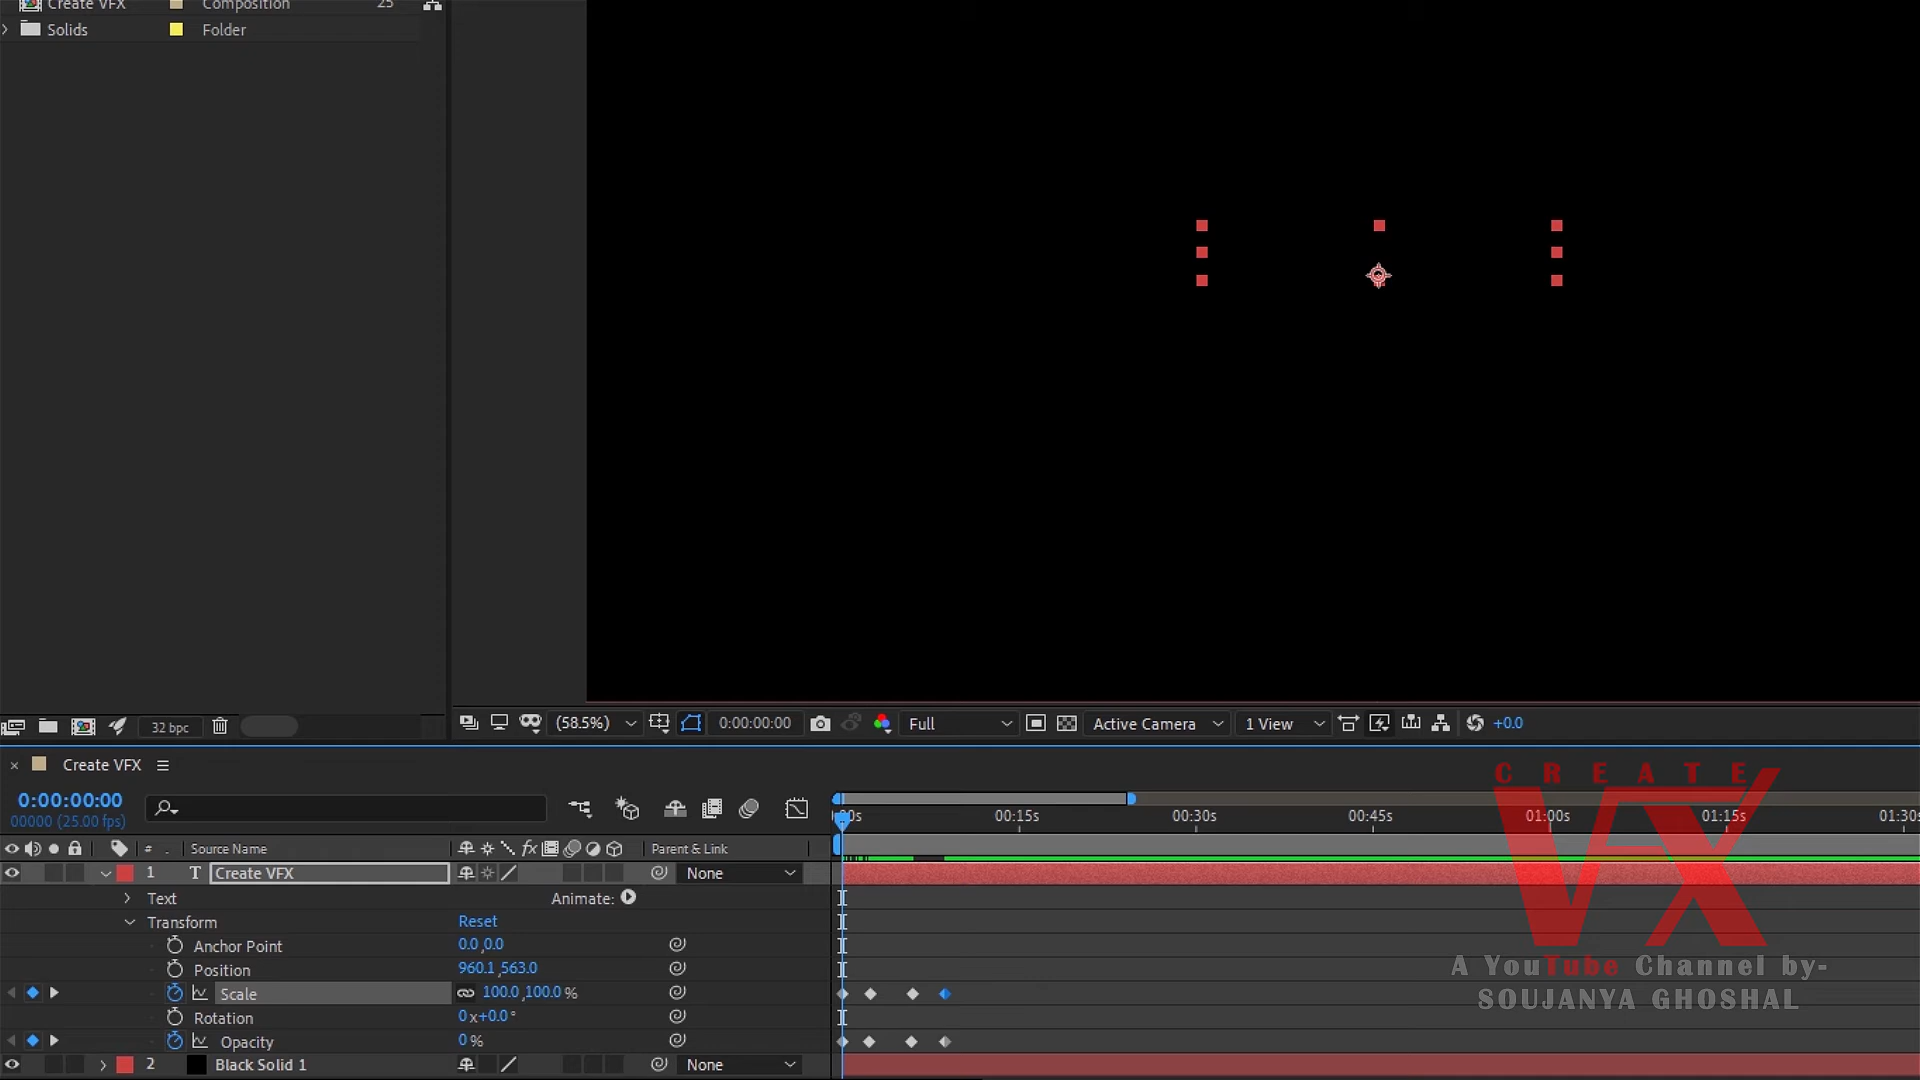 Create VFX Composition 25
Solids Folder
32 bpc
(58.5%) 0:00:00:00 Full Active Camera 1 View +0.0
Create VFX
0:00:00:00
00000 (25.00 fps)
00s 00:15s 00:30s 00:45s 01:00s 01:15s 01:30s
# Source Name fx Parent & Link
1 T Create VFX None
Text Animate:
Transform Reset
Anchor Point 0.0,0.0
Position 960.1,563.0
Scale 100.0,100.0 %
Rotation 0x+0.0°
Opacity 0 %
2 Black Solid 1 None
CREATE
VFX
A YouTube Channel by-
SOUJANYA GHOSHAL